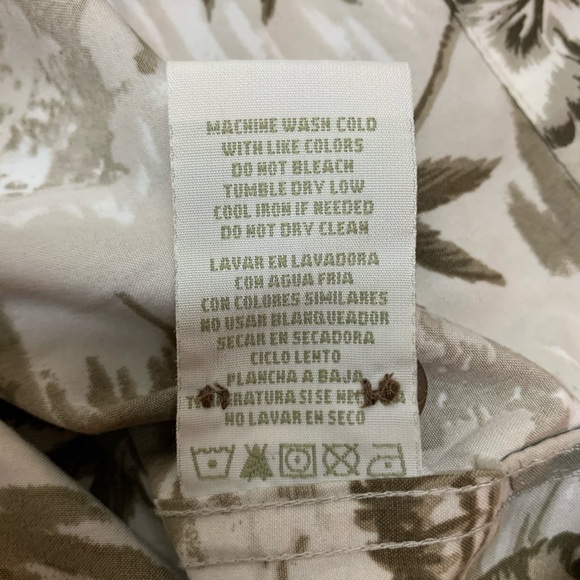 MACHINE WASH COLD
WITH LIKE COLORS
DO NOT BLEACH
TUMBLE DRY LOW
COOL IRON IF NEEDED
DO NOT DRY CLEAN
LAVAR EN LAVADORA
CON AGUA FRIA
CON COLORES SIMILARES
NO USAR BLANQUEADOR
SECAR EN SECADORA
CICLO LENTO
PLANCHA A BAJA
SI SE
NO LAVAR EN SECO